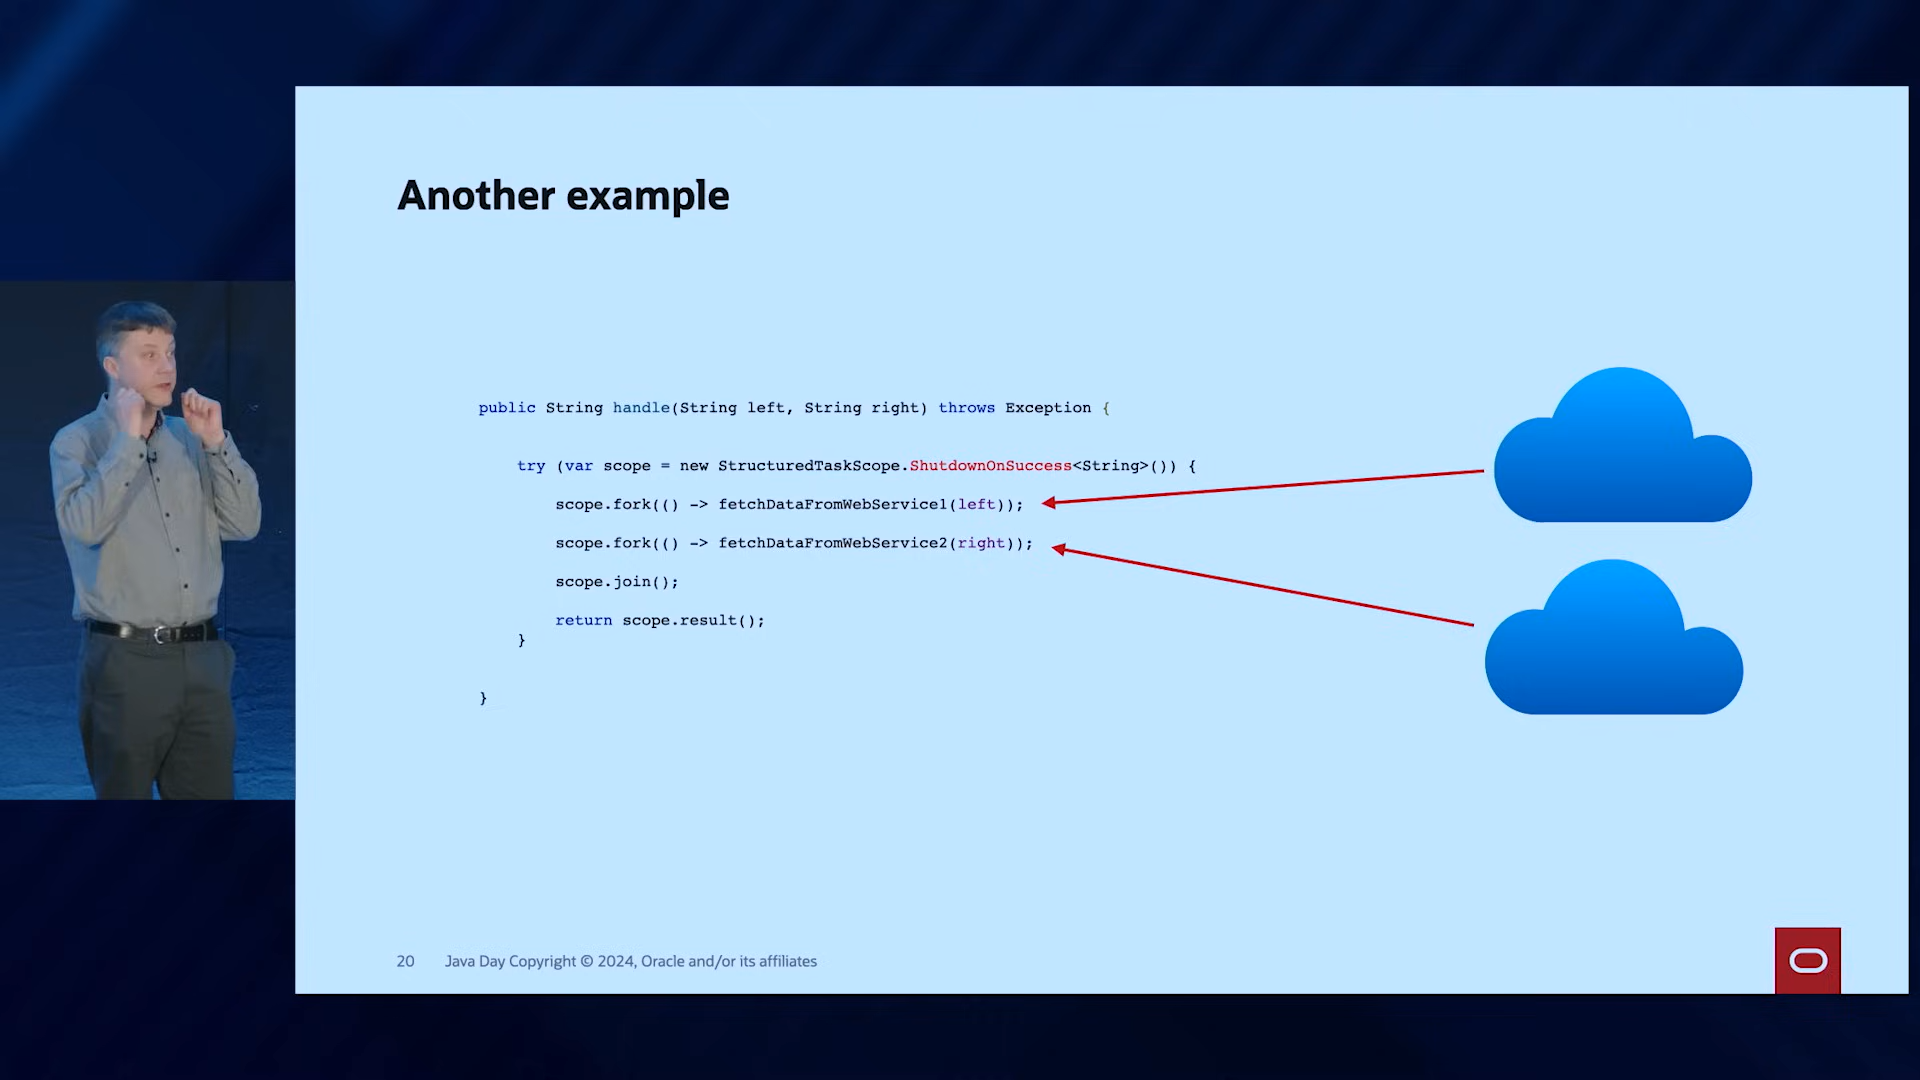 Another example
public String handle(String left, String right) throws Exception {
try (var scope = new StructuredTaskScope.ShutdownOnSuccess<String>()) {
scope.fork(() -> fetchDataFromWebService1(left));
scope.fork(() -> fetchDataFromWebService2(right));
scope.join();
return scope.result();
}
}
20 Java Day Copyright © 2024, Oracle and/or its affiliates